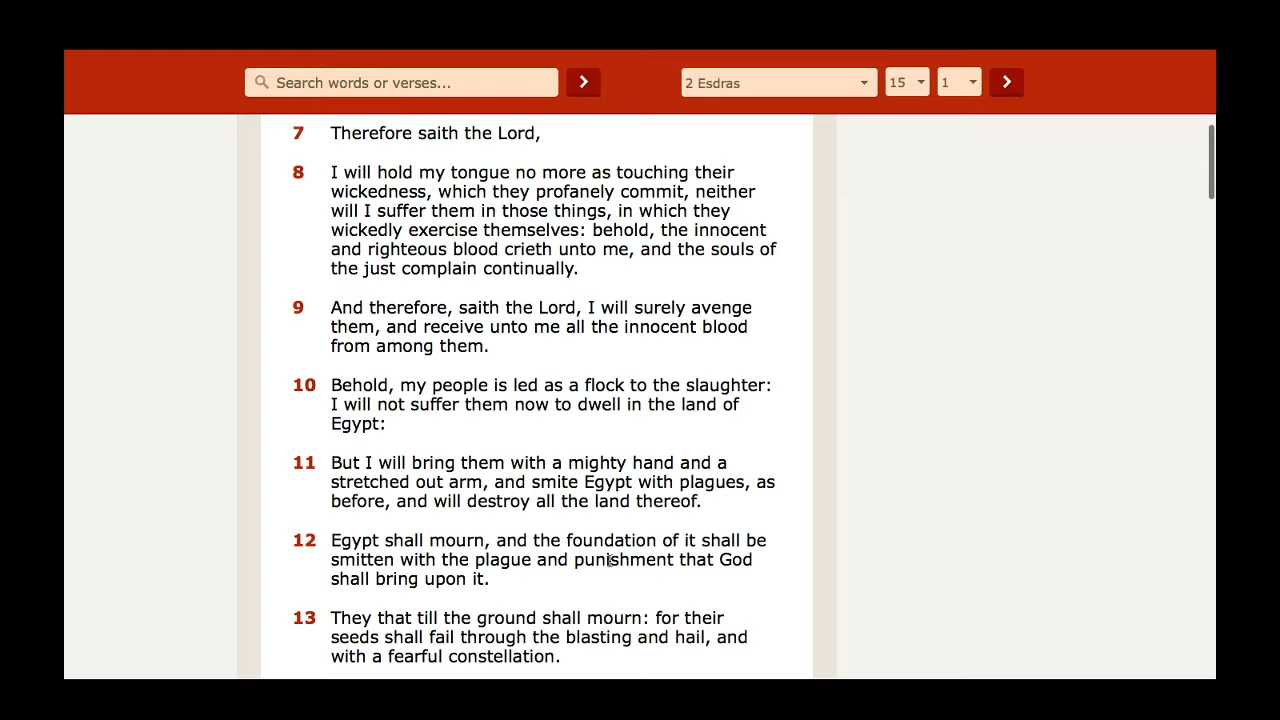 Search words or verses...
2 Esdras
15
1
7 Therefore saith the Lord,
8 I will hold my tongue no more as touching their
wickedness, which they profanely commit, neither
will I suffer them in those things, in which they
wickedly exercise themselves: behold, the innocent
and righteous blood crieth unto me, and the souls of
the just complain continually.
9 And therefore, saith the Lord, I will surely avenge
them, and receive unto me all the innocent blood
from among them.
10 Behold, my people is led as a flock to the slaughter:
I will not suffer them now to dwell in the land of
Egypt:
11 But I will bring them with a mighty hand and a
stretched out arm, and smite Egypt with plagues, as
before, and will destroy all the land thereof.
12 Egypt shall mourn, and the foundation of it shall be
smitten with the plague and punishment that God
shall bring upon it.
13 They that till the ground shall mourn: for their
seeds shall fail through the blasting and hail, and
with a fearful constellation.